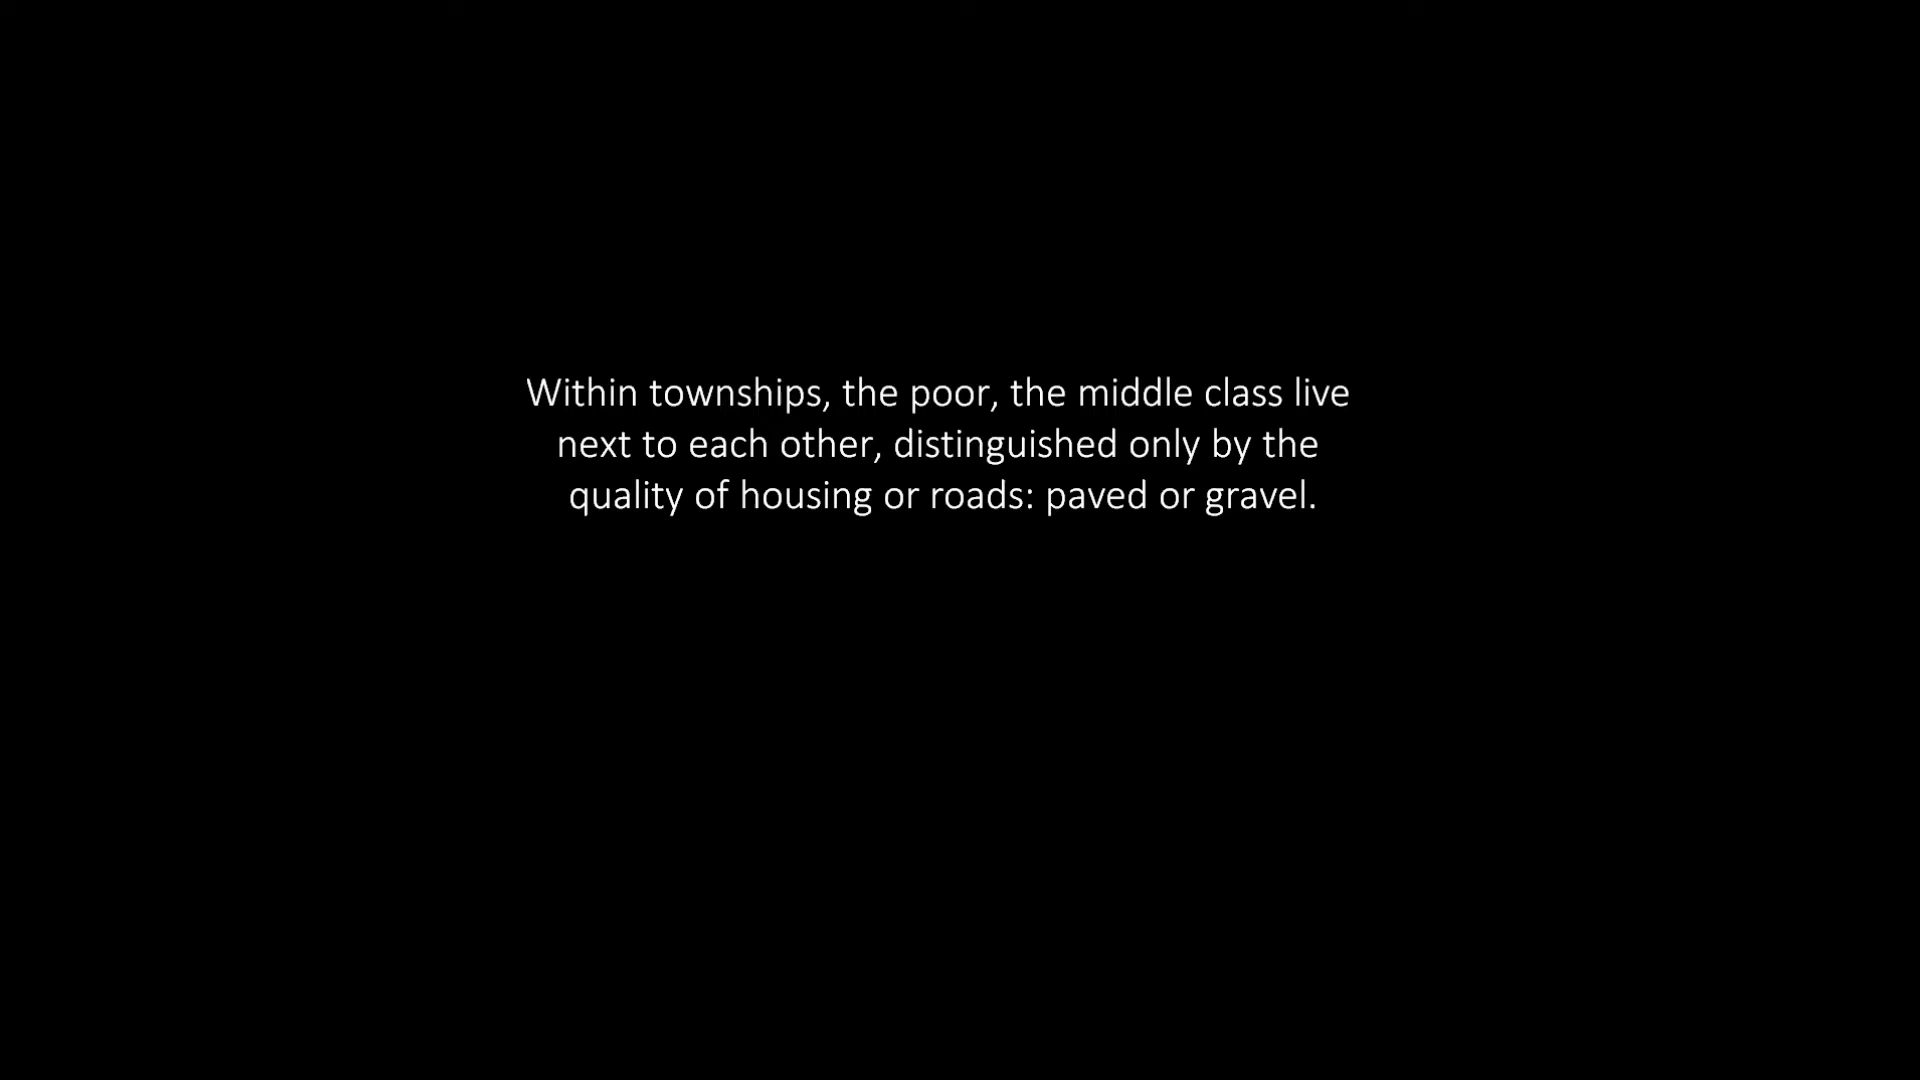 Within townships, the poor, the middle class live
next to each other, distinguished only by the
quality of housing or roads: paved or gravel.